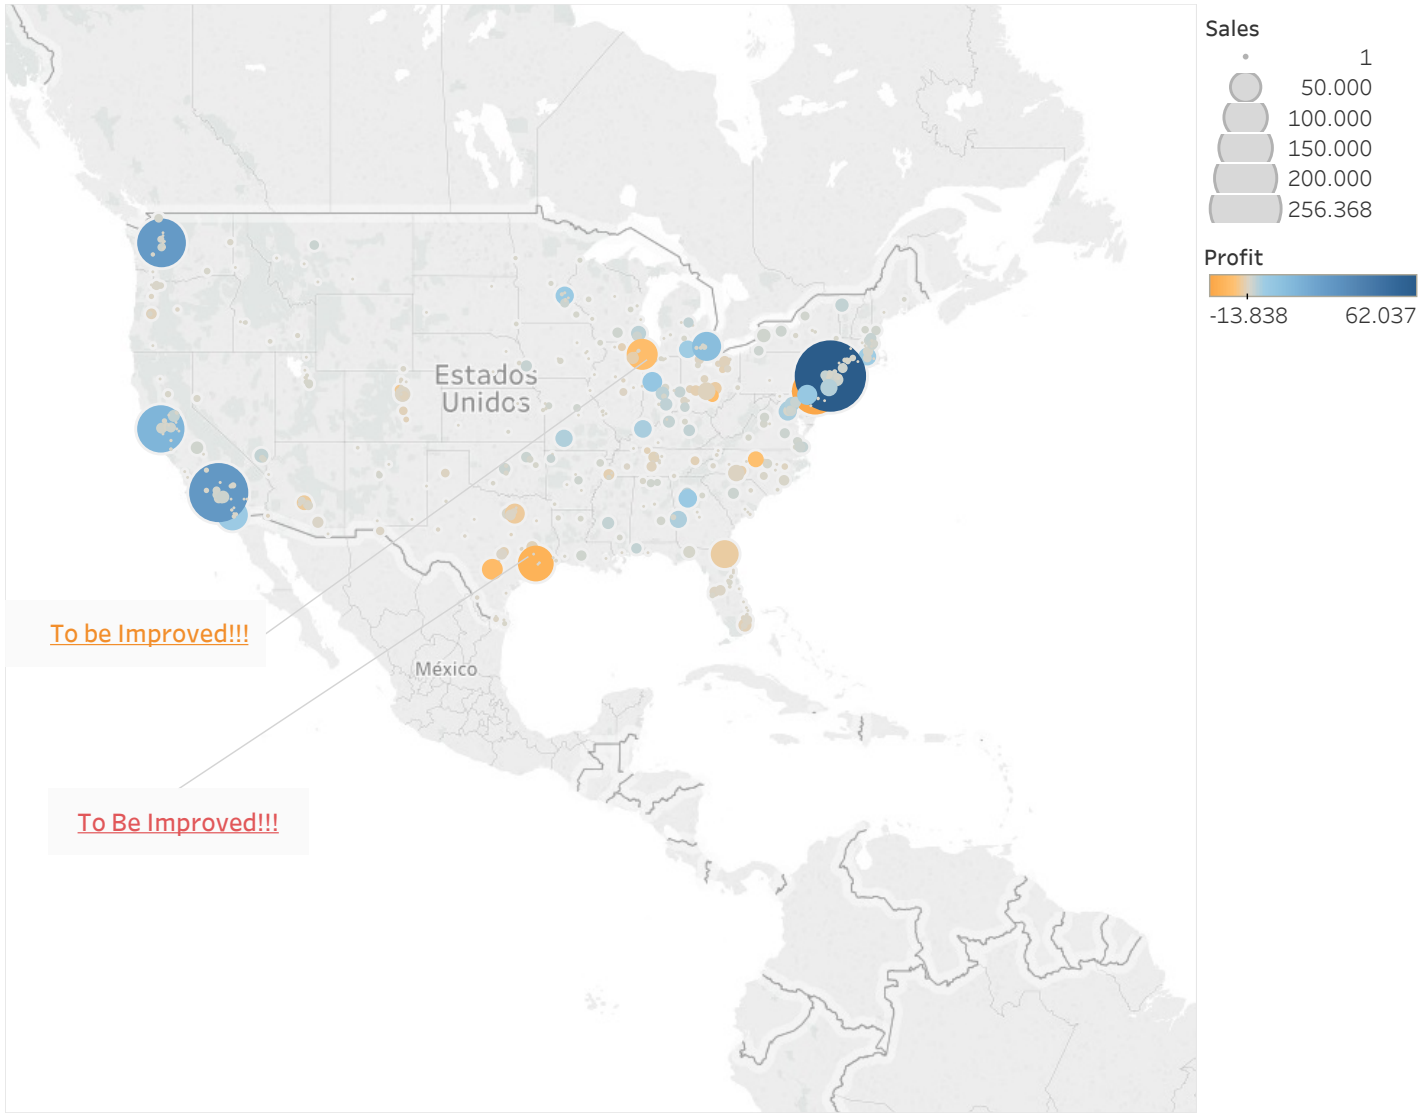 Sales
1
50.000
100.000
150.000
200.000
256.368
Profit
-13.838 62.037
Estados
Unidos
To be Improved!!!
México
To Be Improved!!!